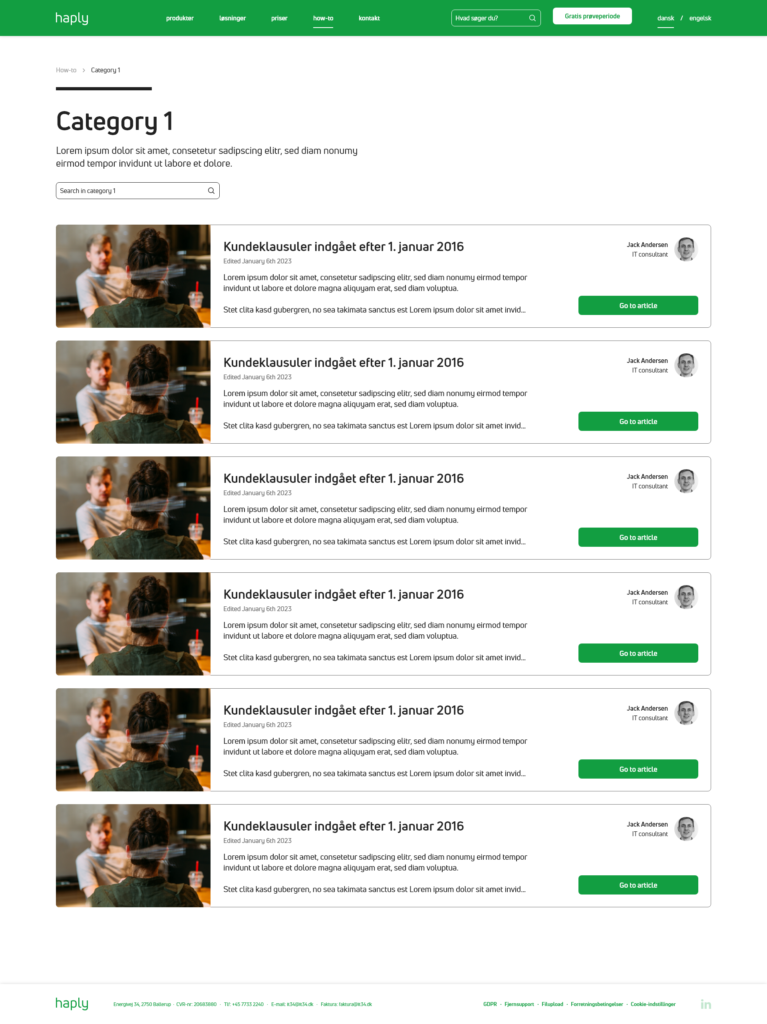 haply
produkter løsninger priser how-to kontakt
Hvad søger du?
Gratis prøveperiode
dansk / engelsk
How-to > Category 1
Category 1
Lorem ipsum dolor sit amet, consetetur sadipscing elitr, sed diam nonumy
eirmod tempor invidunt ut labore et dolore.
Search in category 1
Kundeklausuler indgået efter 1. januar 2016
Edited January 6th 2023
Lorem ipsum dolor sit amet, consetetur sadipscing elitr, sed diam nonumy eirmod tempor
invidunt ut labore et dolore magna aliquyam erat, sed diam voluptua.
Stet clita kasd gubergren, no sea takimata sanctus est Lorem ipsum dolor sit amet invid...
Jack Andersen
IT consultant
Go to article
Kundeklausuler indgået efter 1. januar 2016
Edited January 6th 2023
Lorem ipsum dolor sit amet, consetetur sadipscing elitr, sed diam nonumy eirmod tempor
invidunt ut labore et dolore magna aliquyam erat, sed diam voluptua.
Stet clita kasd gubergren, no sea takimata sanctus est Lorem ipsum dolor sit amet invid...
Jack Andersen
IT consultant
Go to article
Kundeklausuler indgået efter 1. januar 2016
Edited January 6th 2023
Lorem ipsum dolor sit amet, consetetur sadipscing elitr, sed diam nonumy eirmod tempor
invidunt ut labore et dolore magna aliquyam erat, sed diam voluptua.
Stet clita kasd gubergren, no sea takimata sanctus est Lorem ipsum dolor sit amet invid...
Jack Andersen
IT consultant
Go to article
Kundeklausuler indgået efter 1. januar 2016
Edited January 6th 2023
Lorem ipsum dolor sit amet, consetetur sadipscing elitr, sed diam nonumy eirmod tempor
invidunt ut labore et dolore magna aliquyam erat, sed diam voluptua.
Stet clita kasd gubergren, no sea takimata sanctus est Lorem ipsum dolor sit amet invid...
Jack Andersen
IT consultant
Go to article
Kundeklausuler indgået efter 1. januar 2016
Edited January 6th 2023
Lorem ipsum dolor sit amet, consetetur sadipscing elitr, sed diam nonumy eirmod tempor
invidunt ut labore et dolore magna aliquyam erat, sed diam voluptua.
Stet clita kasd gubergren, no sea takimata sanctus est Lorem ipsum dolor sit amet invid...
Jack Andersen
IT consultant
Go to article
Kundeklausuler indgået efter 1. januar 2016
Edited January 6th 2023
Lorem ipsum dolor sit amet, consetetur sadipscing elitr, sed diam nonumy eirmod tempor
invidunt ut labore et dolore magna aliquyam erat, sed diam voluptua.
Stet clita kasd gubergren, no sea takimata sanctus est Lorem ipsum dolor sit amet invid...
Jack Andersen
IT consultant
Go to article
haply
Energivej 34, 2750 Ballerup - CVR-nr: 20683880 - Tlf: +45 7733 2240 - E-mail: it34@it34.dk - Faktura: faktura@it34.dk
GDPR - Fjernsupport - Filupload - Forretningsbetingelser - Cookie-indstillinger
in